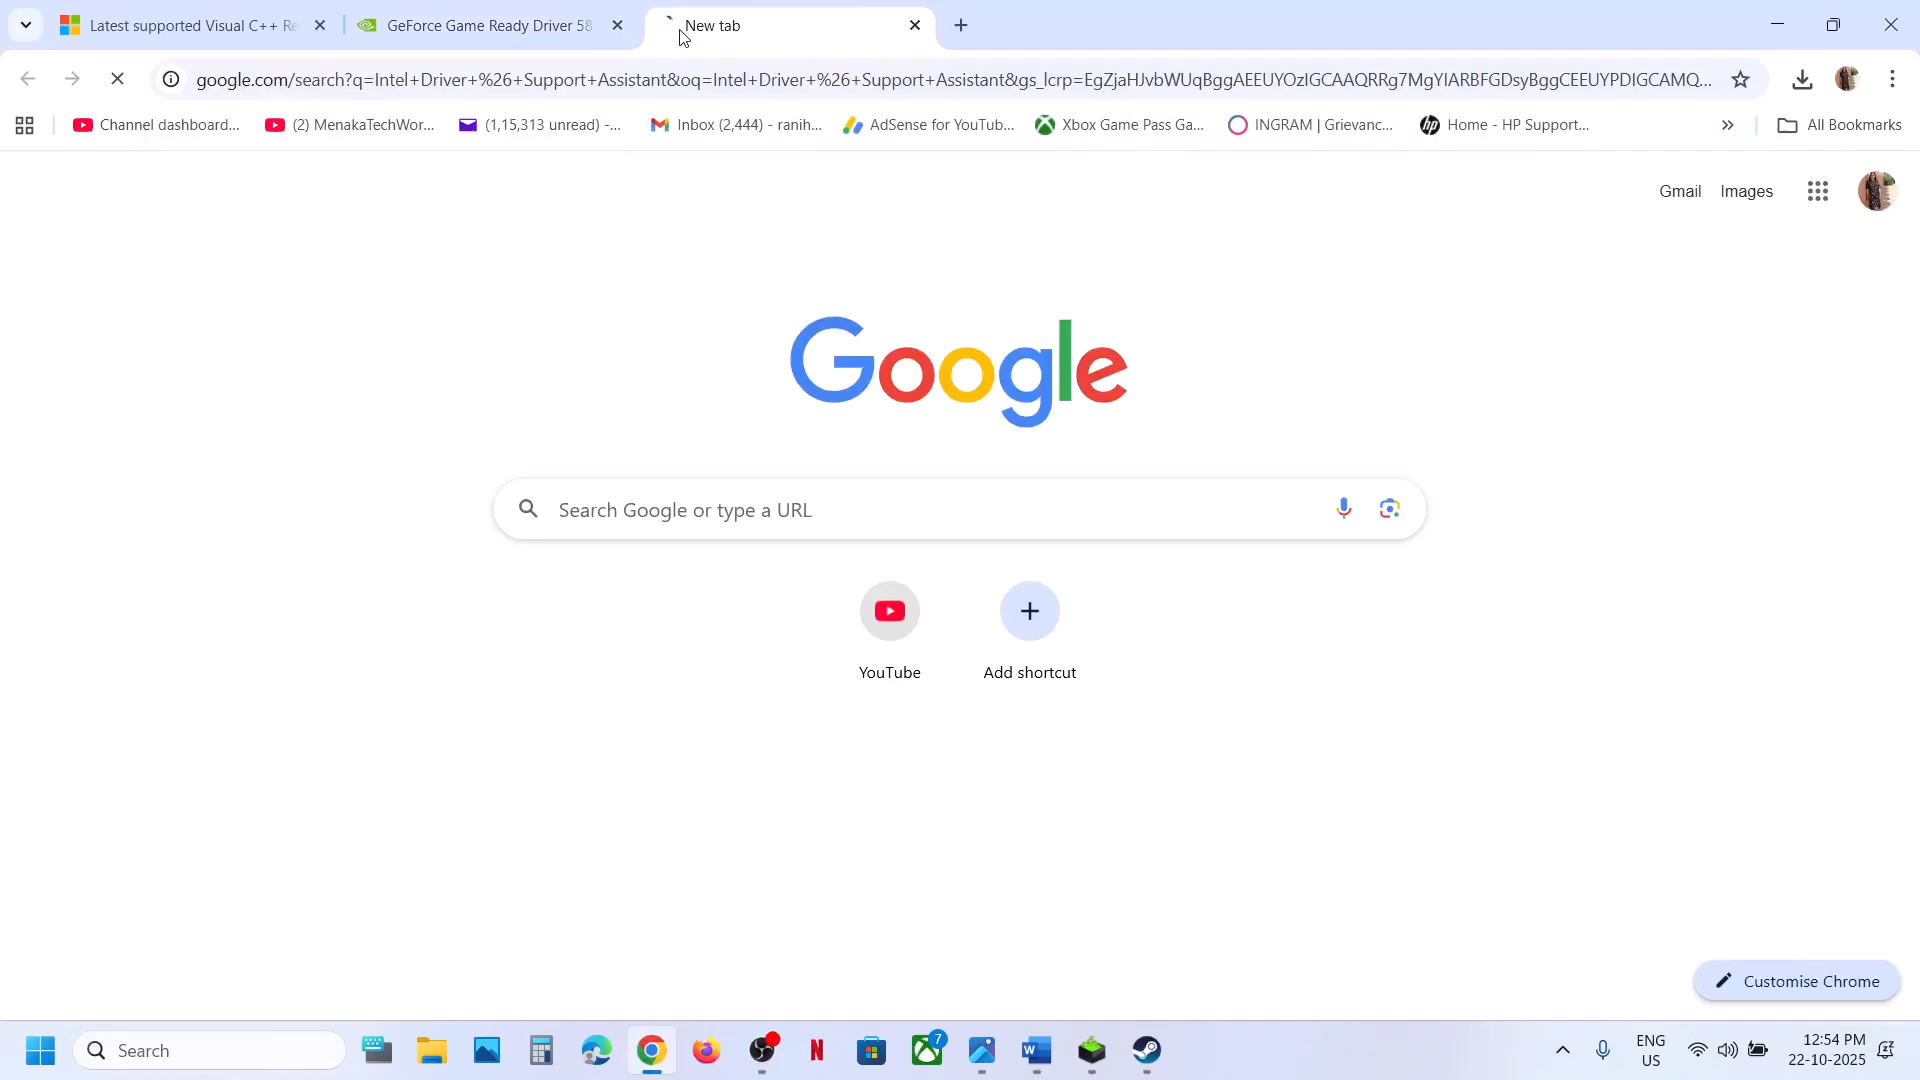 Latest supported Visual C++ Re
GeForce Game Ready Driver 58
New tab
google.com/search?q=Intel+Driver+%26+Support+Assistant&oq=Intel+Driver+%26+Support+Assistant&gs_lcrp=EgZjaHJvbWUqBggAEEUYOzIGCAAQRRg7MgYIARBFGDsyBggCEEUYPDIGCAMQ...
Channel dashboard...
(2) MenakaTechWor...
(1,15,313 unread) -...
Inbox (2,444) - ranih...
AdSense for YouTub...
Xbox Game Pass Ga...
INGRAM | Grievanc...
Home - HP Support...
All Bookmarks
Gmail
Images
Google
Search Google or type a URL
YouTube
Add shortcut
Customise Chrome
Search
7
ENG
US
12:54 PM
22-10-2025